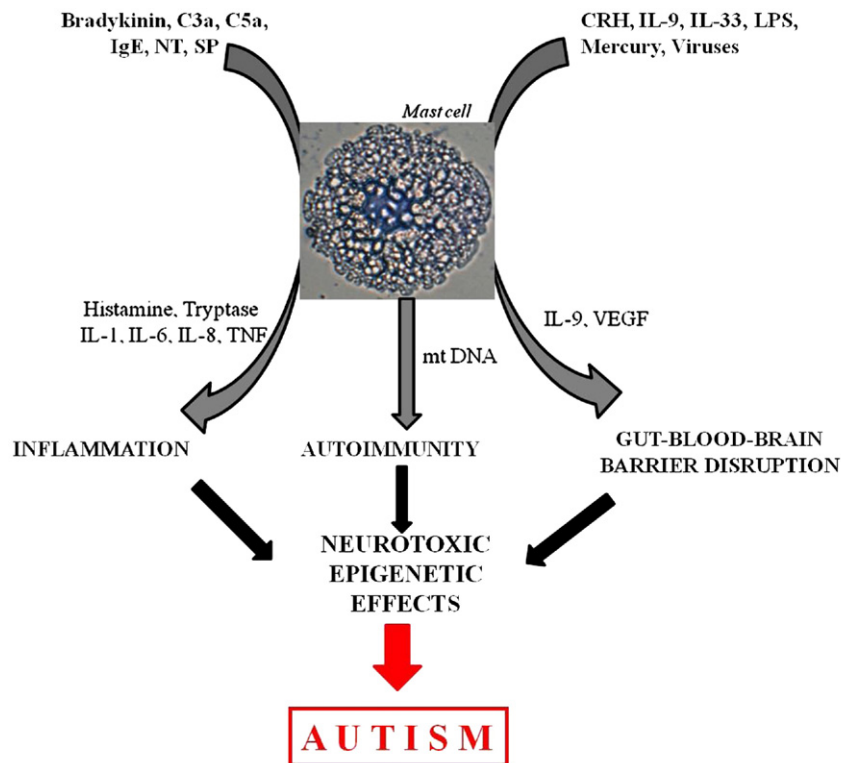 Bradykinin, C3a, C5a,
IgE, NT, SP
CRH, IL-9, IL-33, LPS,
Mercury, Viruses
Mast cell
Histamine, Tryptase
IL-1, IL-6, IL-8, TNF
mt DNA
IL-9, VEGF
INFLAMMATION
AUTOIMMUNITY
GUT-BLOOD-BRAIN
BARRIER DISRUPTION
NEUROTOXIC
EPIGENETIC
EFFECTS
AUTISM